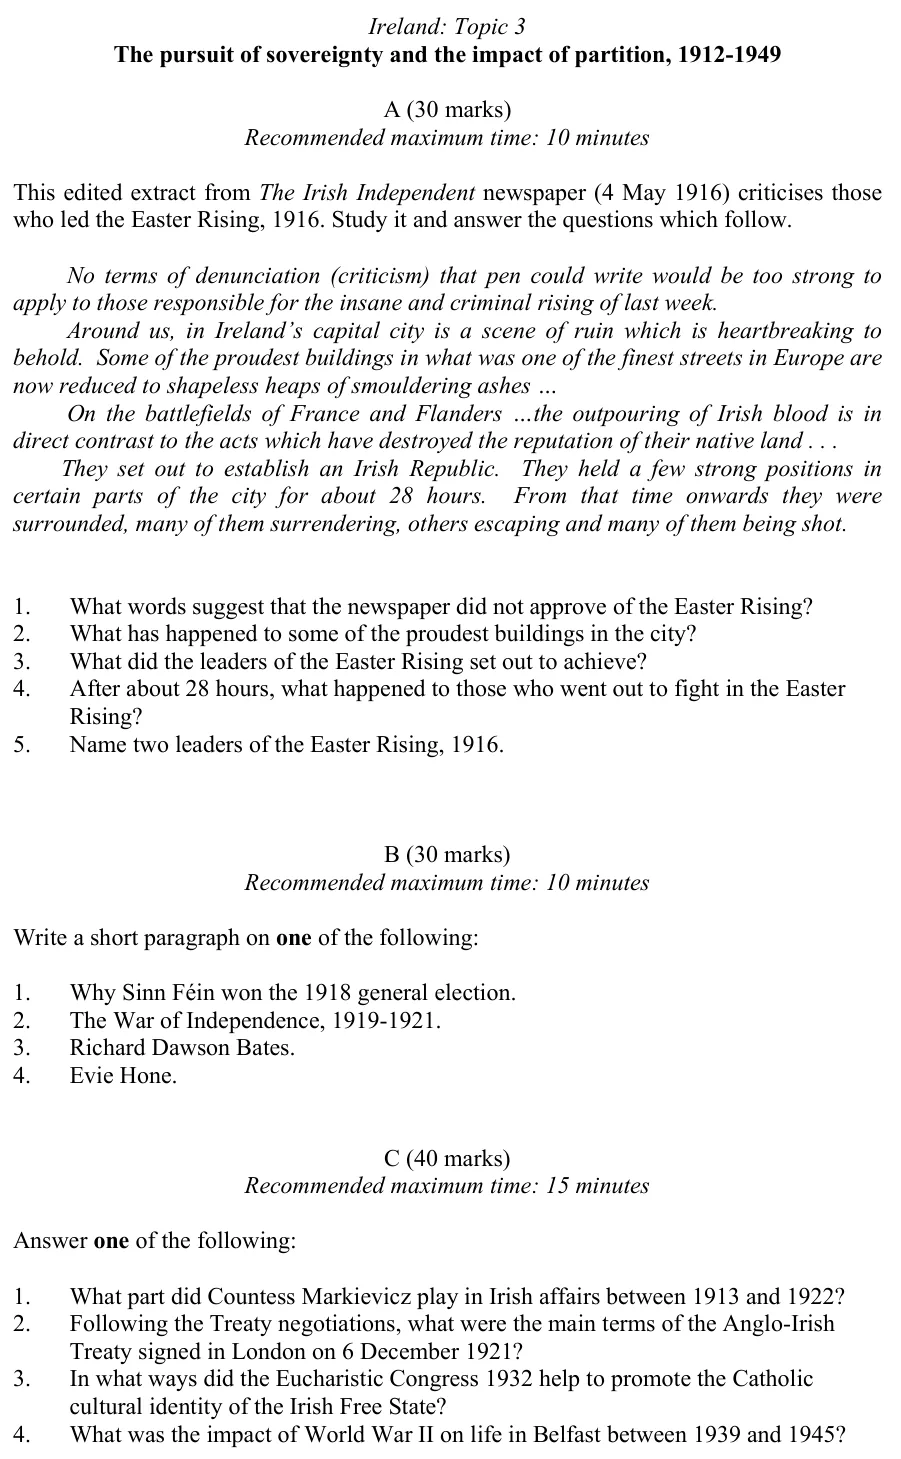 Ireland: Topic 3
The pursuit of sovereignty and the impact of partition, 1912-1949
A (30 marks)
Recommended maximum time: 10 minutes
This edited extract from The Irish Independent newspaper (4 May 1916) criticises those
who led the Easter Rising, 1916. Study it and answer the questions which follow.
No terms of denunciation (criticism) that pen could write would be too strong to
apply to those responsible for the insane and criminal rising of last week.
Around us, in Ireland’s capital city is a scene of ruin which is heartbreaking to
behold. Some of the proudest buildings in what was one of the finest streets in Europe are
now reduced to shapeless heaps of smouldering ashes ...
On the battlefields of France and Flanders ...the outpouring of Irish blood is in
direct contrast to the acts which have destroyed the reputation of their native land . . .
They set out to establish an Irish Republic. They held a few strong positions in
certain parts of the city for about 28 hours. From that time onwards they were
surrounded, many of them surrendering, others escaping and many of them being shot.
1. What words suggest that the newspaper did not approve of the Easter Rising?
2. What has happened to some of the proudest buildings in the city?
3. What did the leaders of the Easter Rising set out to achieve?
4. After about 28 hours, what happened to those who went out to fight in the Easter
Rising?
5. Name two leaders of the Easter Rising, 1916.
B (30 marks)
Recommended maximum time: 10 minutes
Write a short paragraph on one of the following:
1. Why Sinn Féin won the 1918 general election.
2. The War of Independence, 1919-1921.
3. Richard Dawson Bates.
4. Evie Hone.
C (40 marks)
Recommended maximum time: 15 minutes
Answer one of the following:
1. What part did Countess Markievicz play in Irish affairs between 1913 and 1922?
2. Following the Treaty negotiations, what were the main terms of the Anglo-Irish
Treaty signed in London on 6 December 1921?
3. In what ways did the Eucharistic Congress 1932 help to promote the Catholic
cultural identity of the Irish Free State?
4. What was the impact of World War II on life in Belfast between 1939 and 1945?